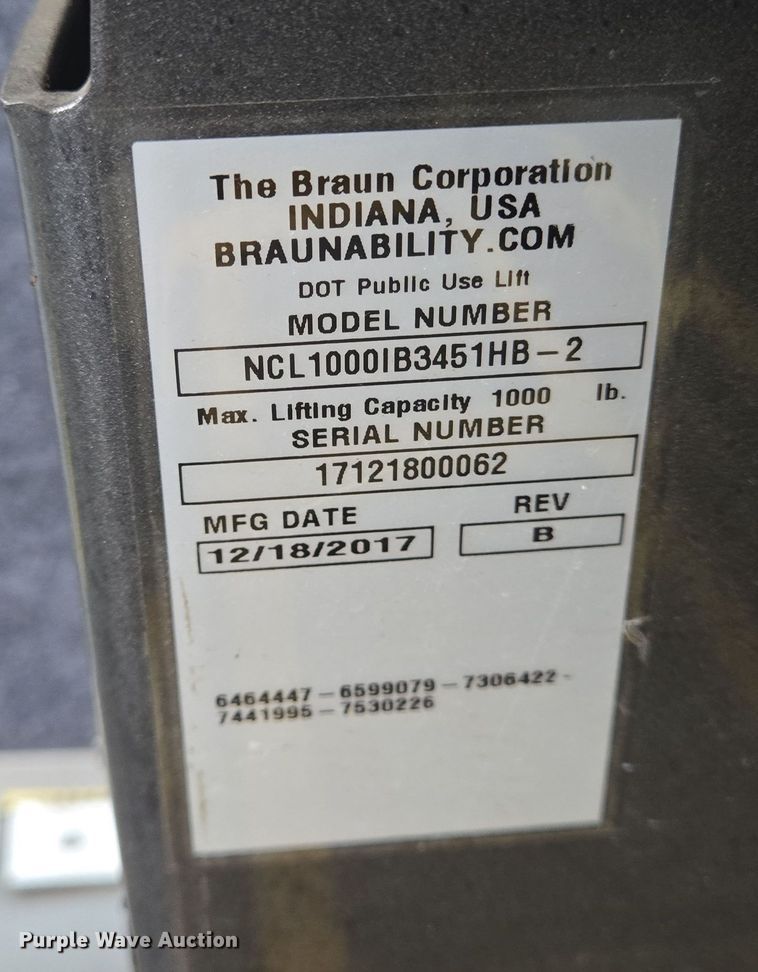 The Braun Corporation
INDIANA, USA
BRAUNABILITY.COM
DOT Public Use Lift
MODEL NUMBER
NCL1000IB3451HB-2
Max. Lifting Capacity 1000 lb.
SERIAL NUMBER
17121800062
MFG DATE REV
12/18/2017 B
6464447-6599079-7306422-
7441995-7530226
Purple Wave Auction